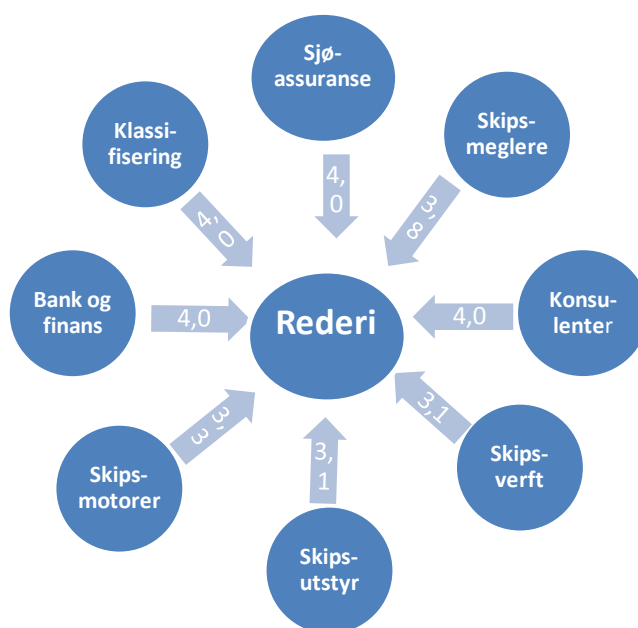 Sjø-
assuranse
Klassi-
fisering
Skips-
meglere
4,
0
4,
0
3,
8
Bank og
finans
4,0
Rederi
4,0
Konsu-
lenter
3,
3
3,1
Skips-
motorer
3,
1
Skips-
verft
Skips-
utstyr